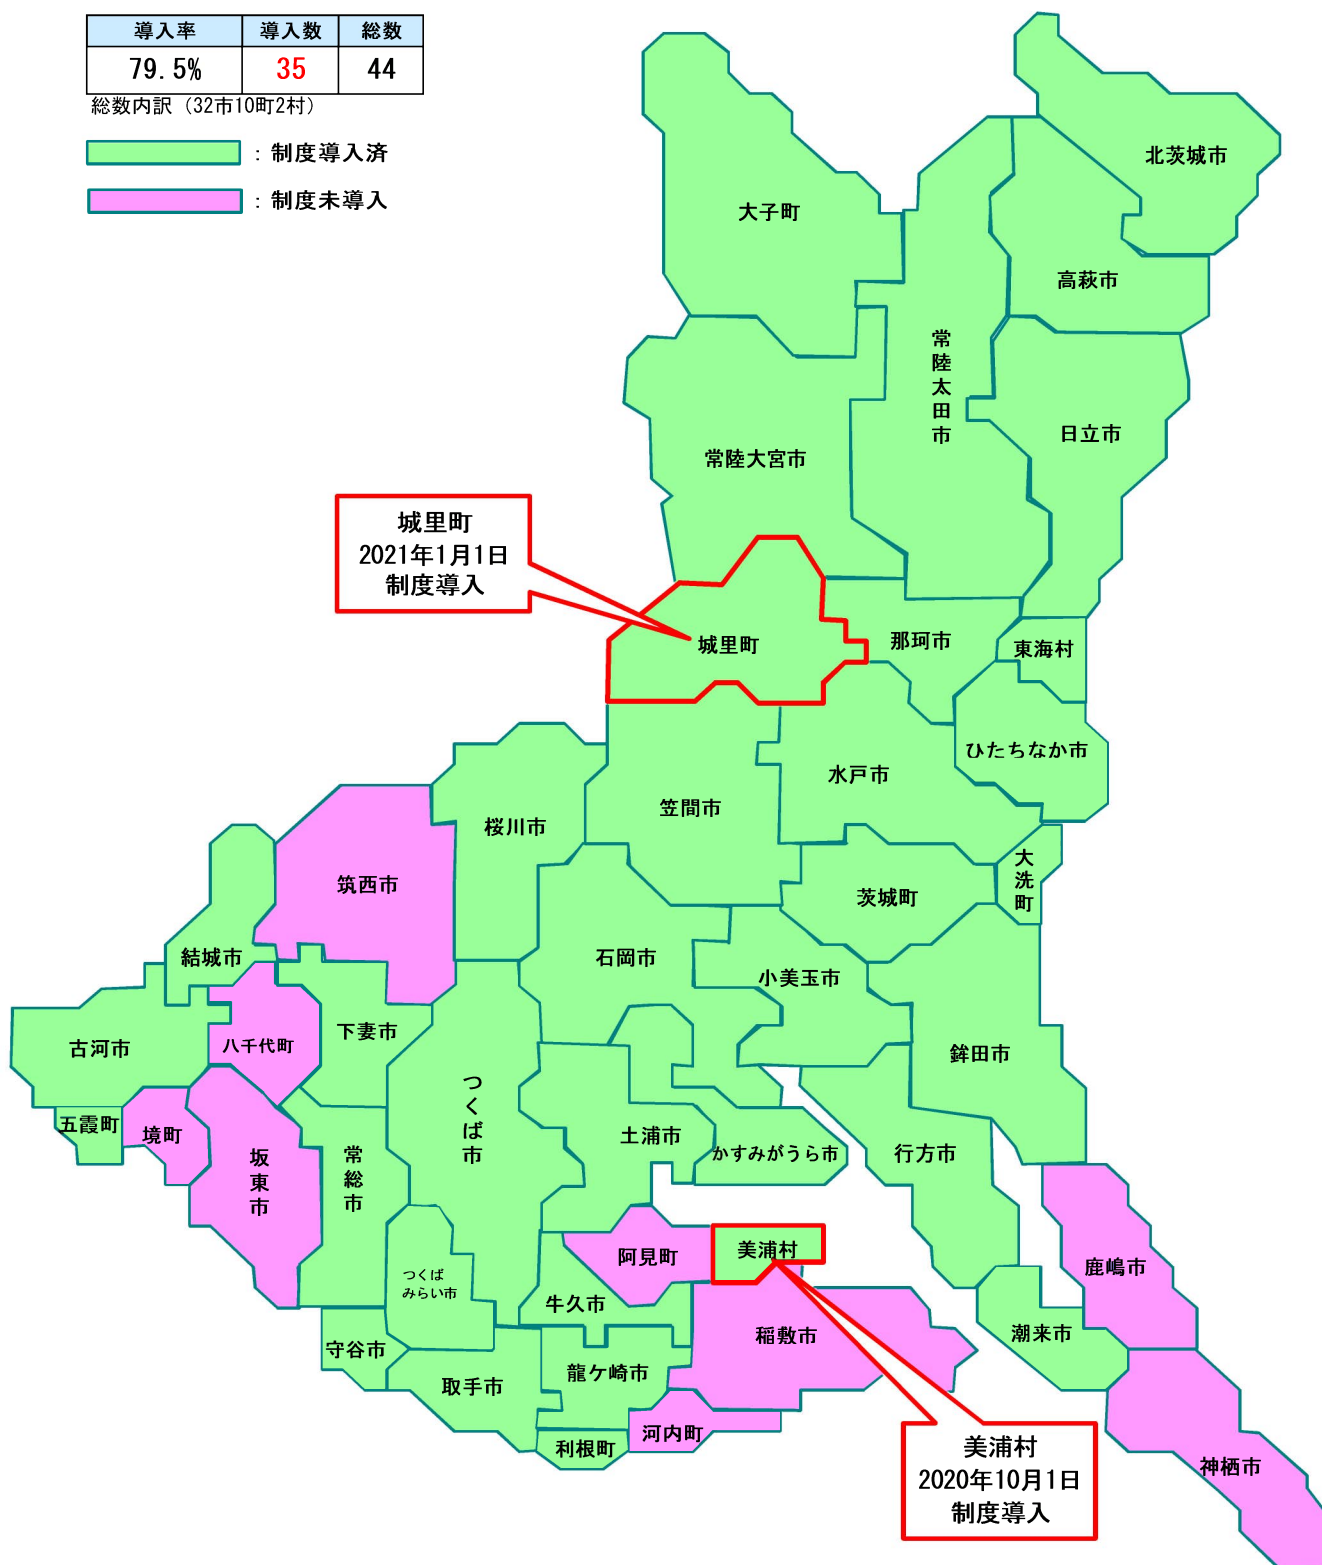 導入率 導入数 総数
79.5% 35 44
総数内訳（32市10町2村）
：制度導入済
：制度未導入
北茨城市
大子町
高萩市
常陸太田市
日立市
常陸大宮市
城里町
2021年1月1日
制度導入
城里町
那珂市
東海村
ひたちなか市
水戸市
笠間市
桜川市
筑西市
茨城町
大洗町
結城市
石岡市
小美玉市
古河市
八千代町
下妻市
鉾田市
つくば市
五霞町
境町
坂東市
常総市
土浦市
かすみがうら市
行方市
阿見町
美浦村
鹿嶋市
つくば
みらい市
牛久市
稲敷市
潮来市
守谷市
龍ケ崎市
取手市
利根町
河内町
神栖市
美浦村
2020年10月1日
制度導入